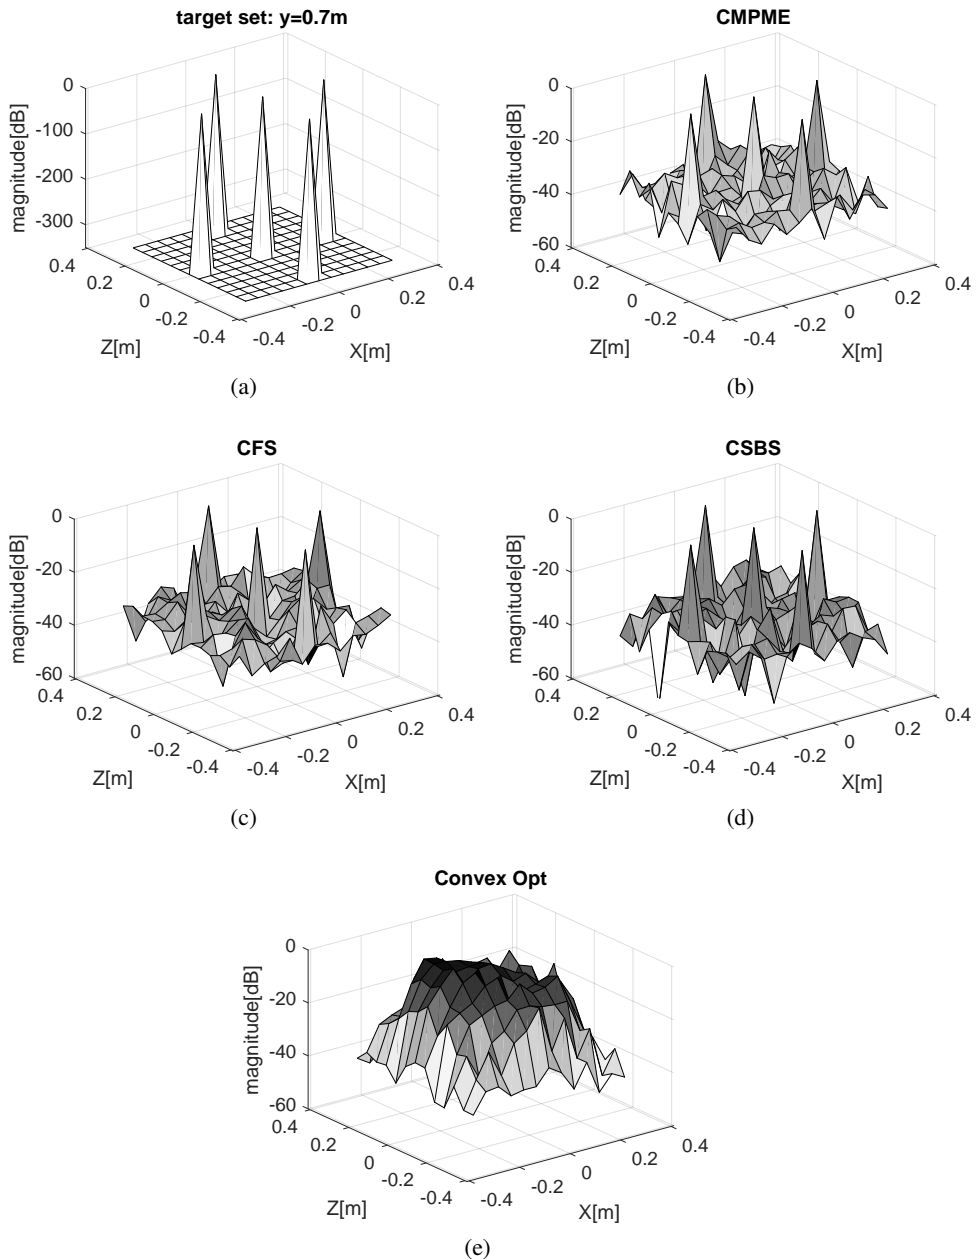 target set: y=0.7m
0
-100
-200
-300
magnitude[dB]
0.4
0.2
0
-0.2
-0.4
Z[m]
-0.4
-0.2
0
0.2
0.4
X[m]
(a)
CMPME
0
-20
-40
-60
magnitude[dB]
0.4
0.2
0
-0.2
-0.4
Z[m]
-0.4
-0.2
0
0.2
0.4
X[m]
(b)
CFS
0
-20
-40
-60
magnitude[dB]
0.4
0.2
0
-0.2
-0.4
Z[m]
-0.4
-0.2
0
0.2
0.4
X[m]
(c)
CSBS
0
-20
-40
-60
magnitude[dB]
0.4
0.2
0
-0.2
-0.4
Z[m]
-0.4
-0.2
0
0.2
0.4
X[m]
(d)
Convex Opt
0
-20
-40
-60
magnitude[dB]
0.4
0.2
0
-0.2
-0.4
Z[m]
-0.4
-0.2
0
0.2
0.4
X[m]
(e)